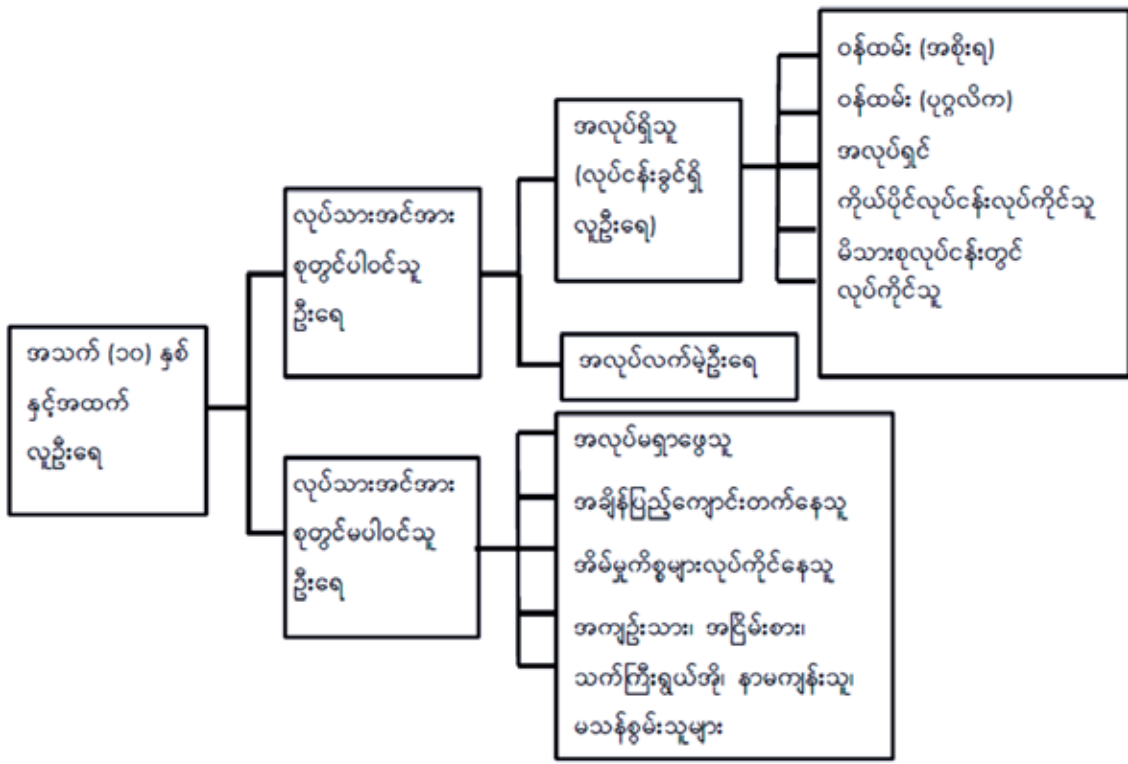 အသက် (၁၀) နှစ်
နှင့်အထက်
လူဦးရေ
လုပ်သားအင်အား
စုတွင်ပါဝင်သူ
ဦးရေ
လုပ်သားအင်အား
စုတွင်မပါဝင်သူ
ဦးရေ
အလုပ်ရှိသူ
(လုပ်ငန်းခွင်ရှိ
လူဦးရေ)
အလုပ်လက်မဲ့ဦးရေ
ဝန်ထမ်း (အစိုးရ)
ဝန်ထမ်း (ပုဂ္ဂလိက)
အလုပ်ရှင်
ကိုယ်ပိုင်လုပ်ငန်းလုပ်ကိုင်သူ
မိသားစုလုပ်ငန်းတွင်
လုပ်ကိုင်သူ
အလုပ်မရှာဖွေသူ
အချိန်ပြည့်ကျောင်းတက်နေသူ
အိမ်မှုကိစ္စများလုပ်ကိုင်နေသူ
အကျဉ်းသား၊ အငြိမ်းစား၊
သက်ကြီးရွယ်အို၊ နာမကျန်းသူ၊
မသန်စွမ်းသူများ